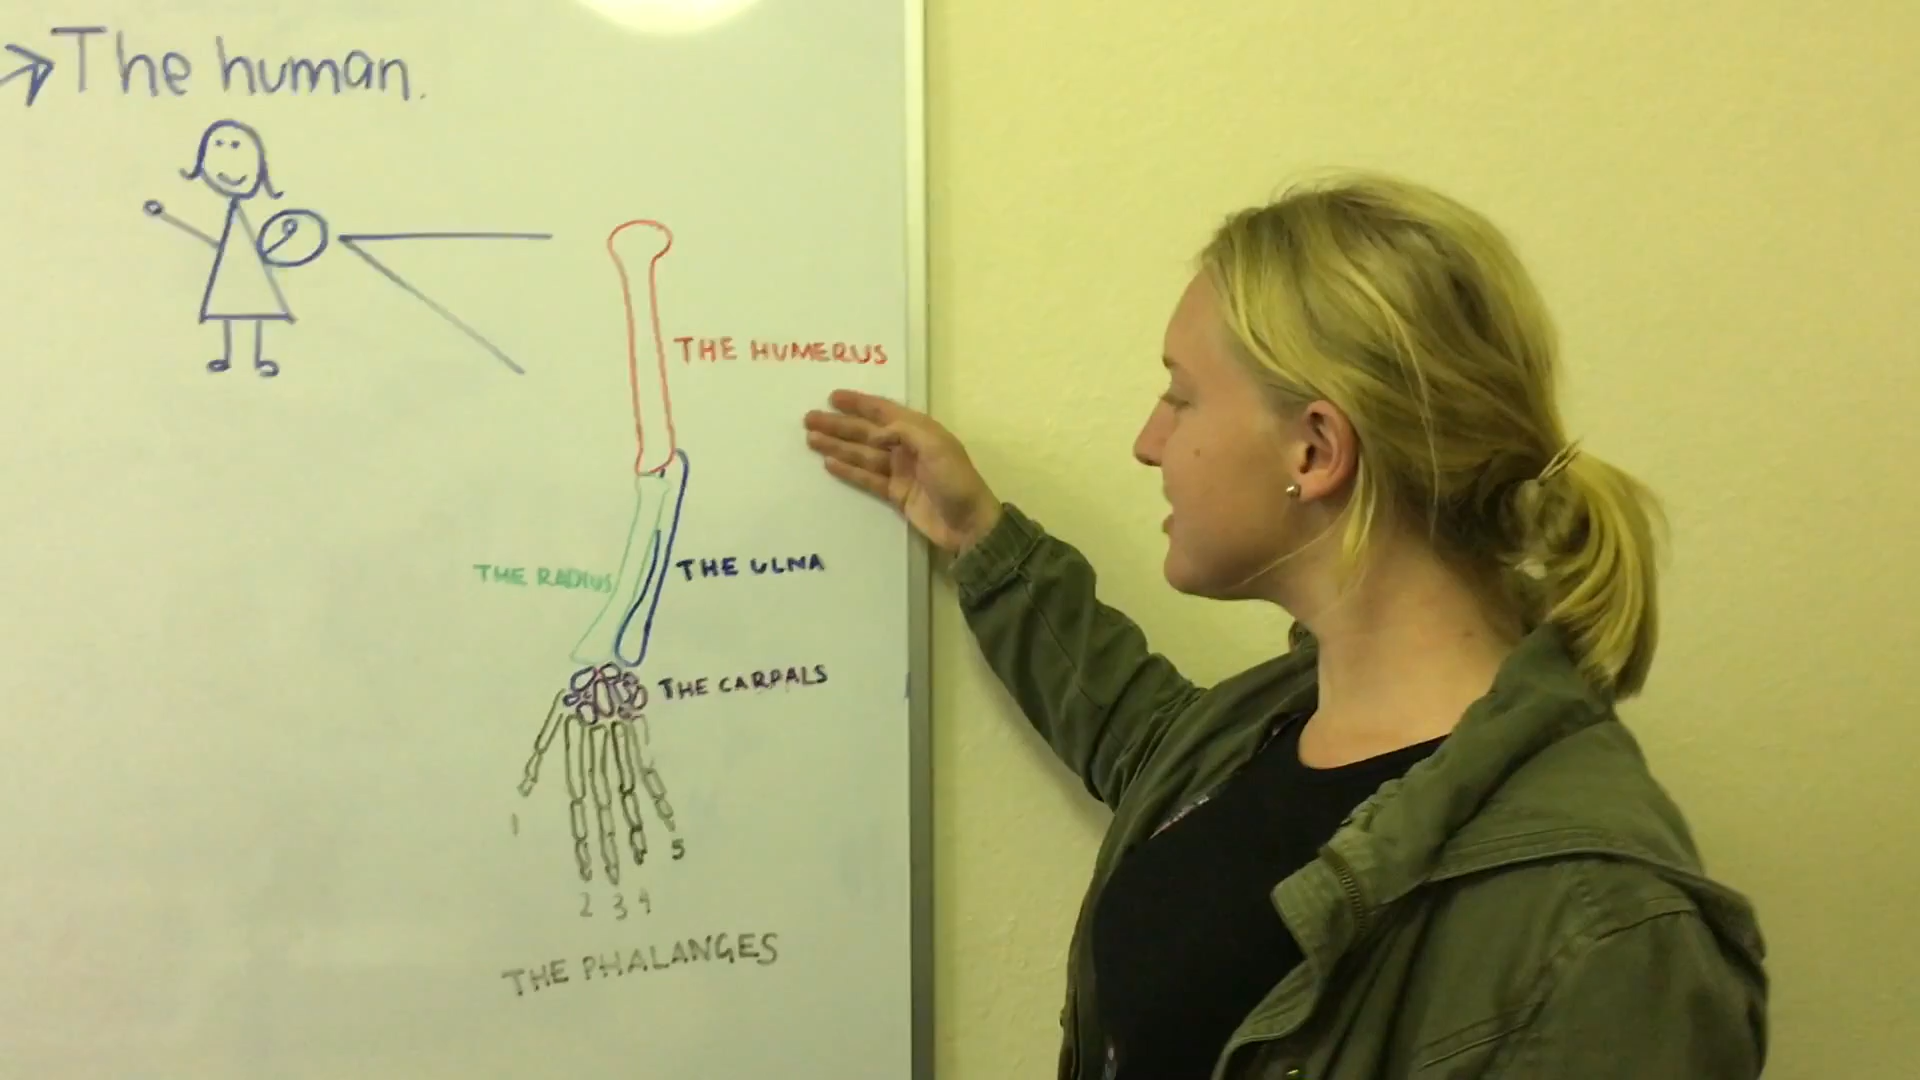 The human.
THE HUMERUS
THE RADIUS
THE ULNA
THE CARPALS
1
5
2 3 4
THE PHALANGES